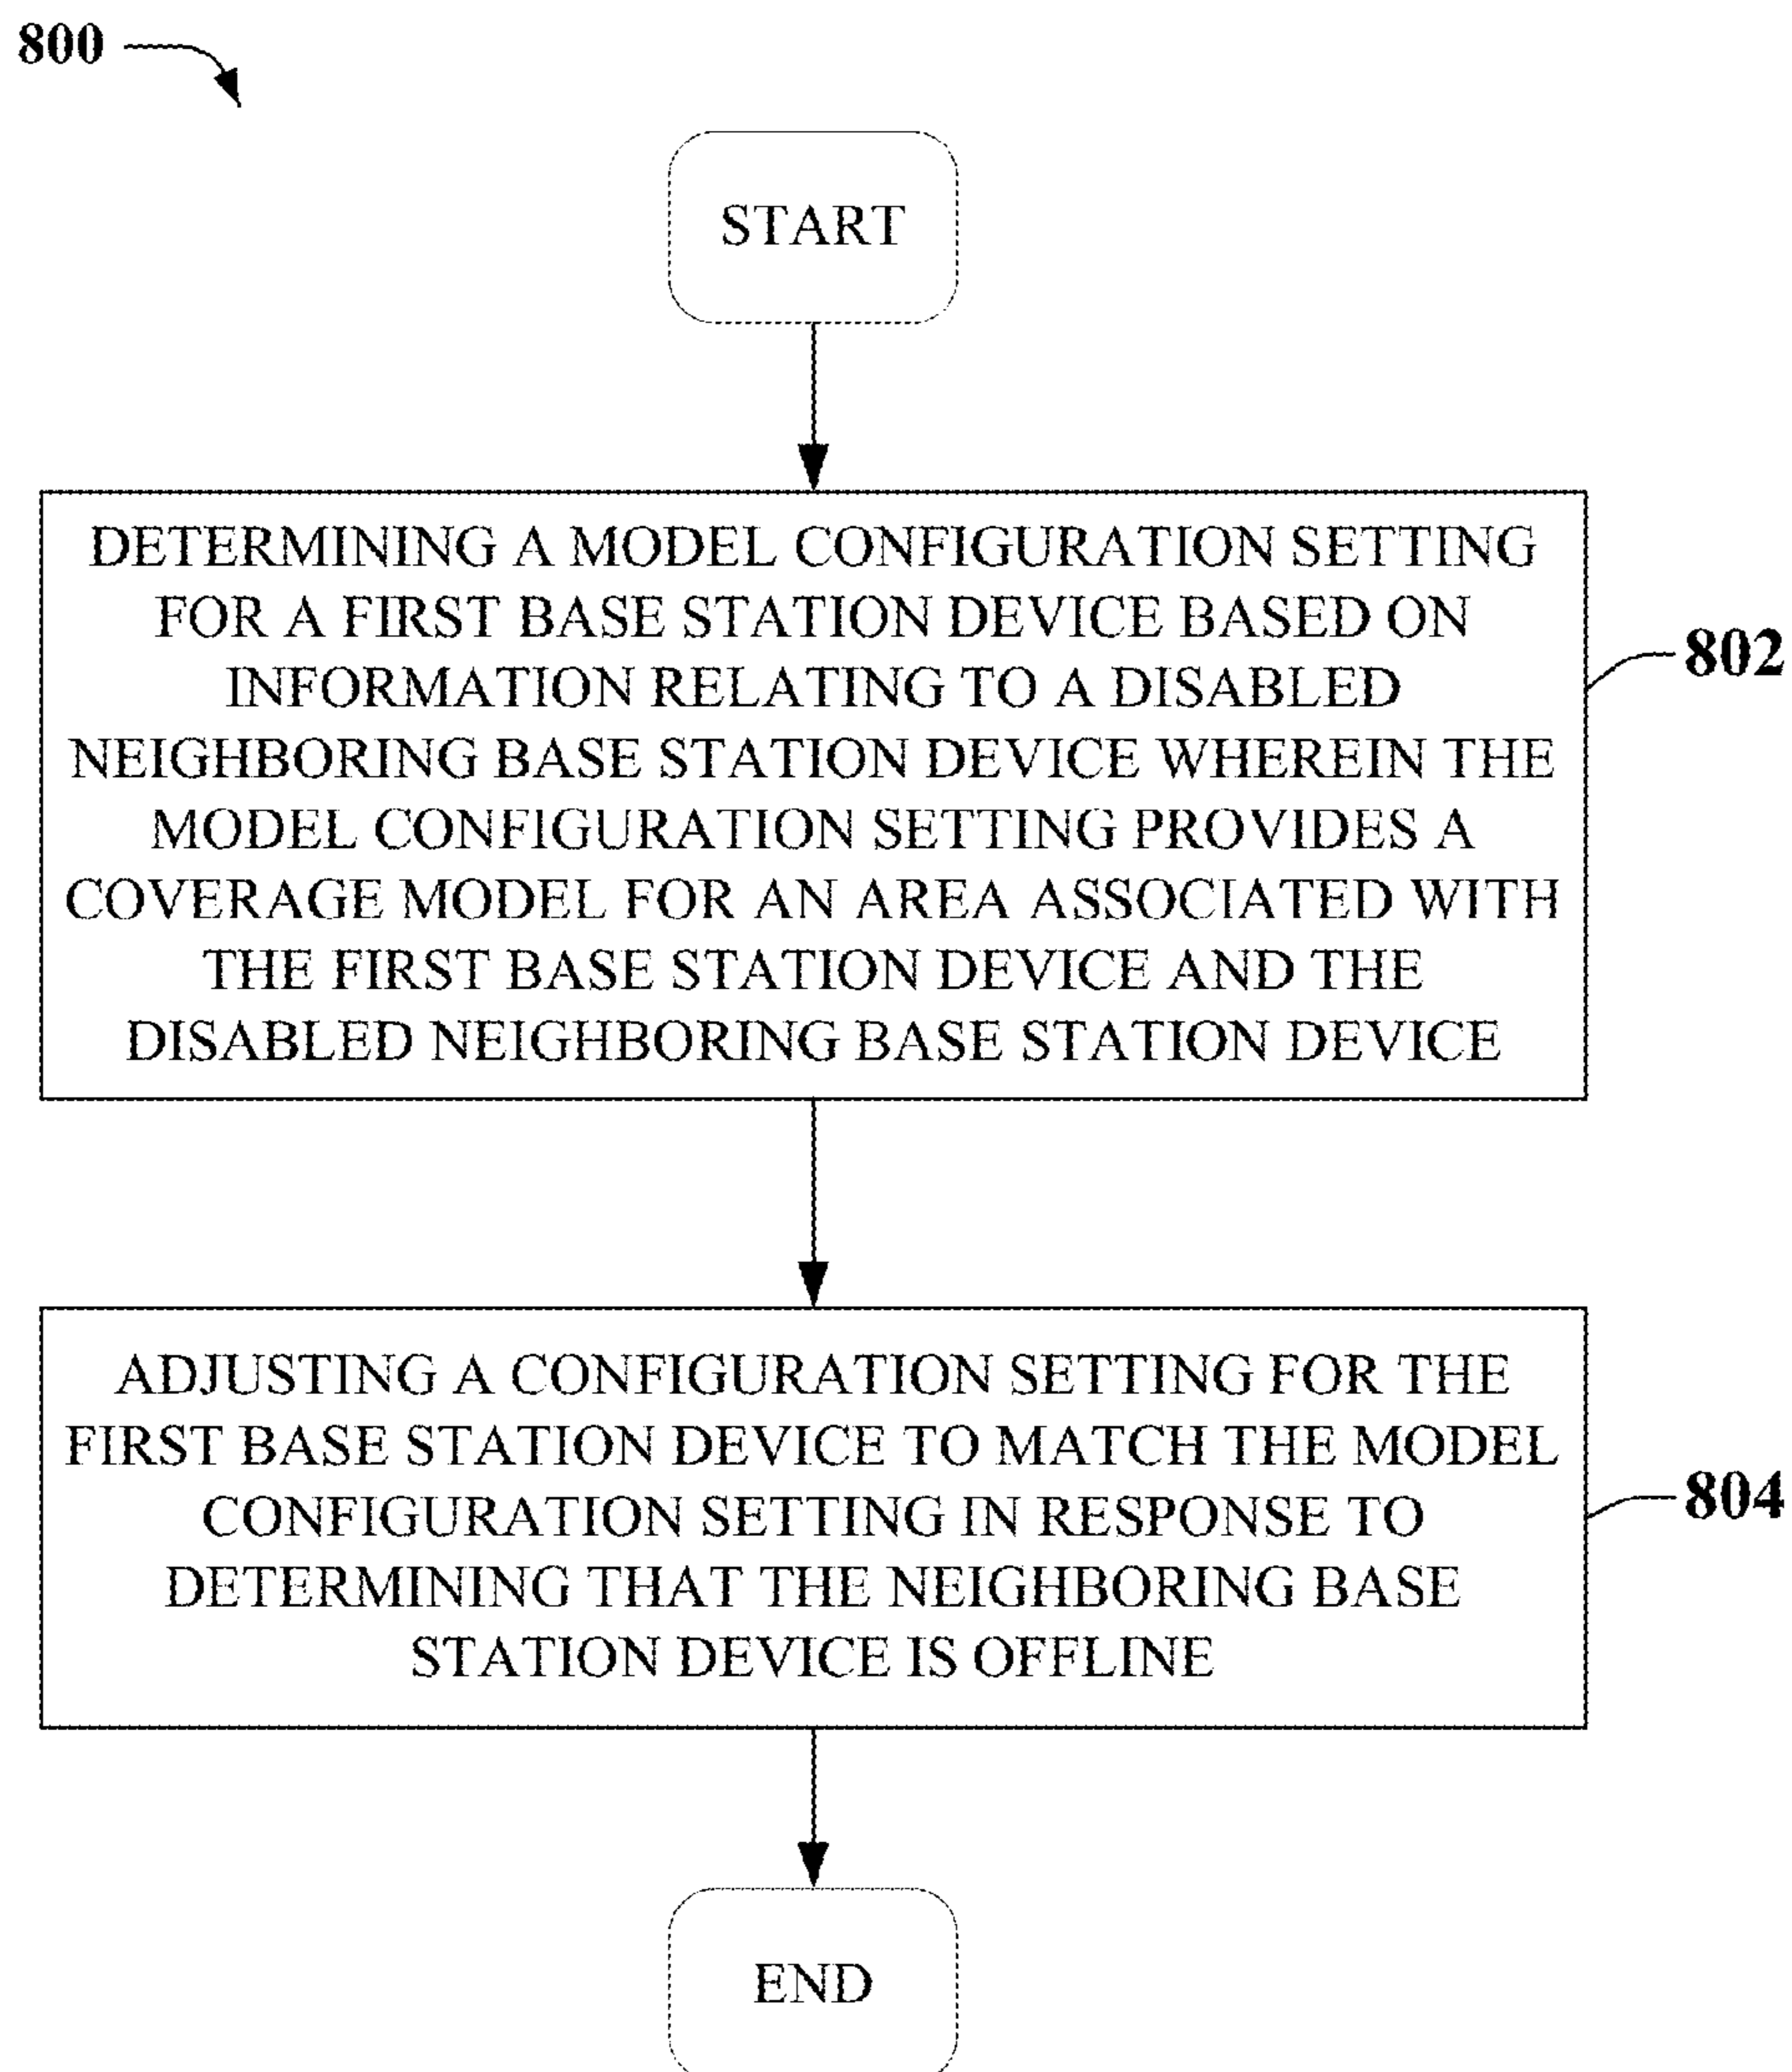 800
START
DETERMINING A MODEL CONFIGURATION SETTING
FOR A FIRST BASE STATION DEVICE BASED ON
INFORMATION RELATING TO A DISABLED
NEIGHBORING BASE STATION DEVICE WHEREIN THE
MODEL CONFIGURATION SETTING PROVIDES A
COVERAGE MODEL FOR AN AREA ASSOCIATED WITH
THE FIRST BASE STATION DEVICE AND THE
DISABLED NEIGHBORING BASE STATION DEVICE
802
ADJUSTING A CONFIGURATION SETTING FOR THE
FIRST BASE STATION DEVICE TO MATCH THE MODEL
CONFIGURATION SETTING IN RESPONSE TO
DETERMINING THAT THE NEIGHBORING BASE
STATION DEVICE IS OFFLINE
804
END